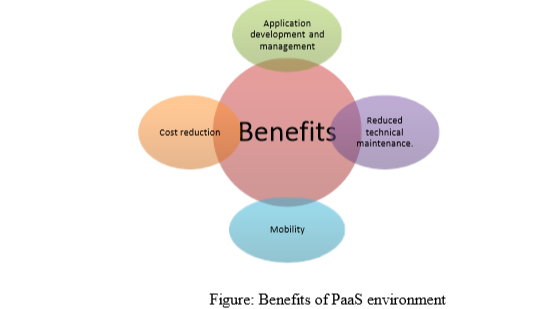 Application
development and
management
Cost reduction
Benefits
Reduced
technical
maintenance.
Mobility
Figure: Benefits of PaaS environment